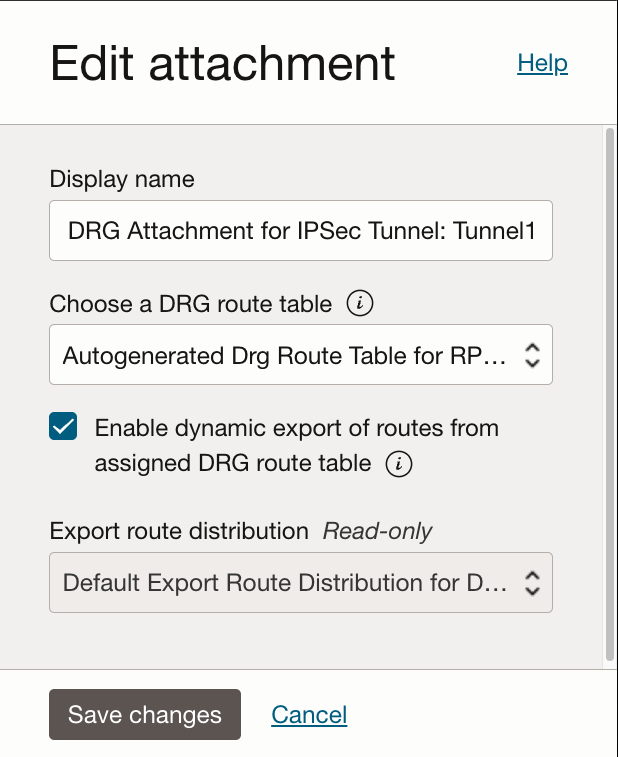 Edit attachment
Help
Display name
DRG Attachment for IPSec Tunnel: Tunnel1
Choose a DRG route table i
Autogenerated Drg Route Table for RP...
Enable dynamic export of routes from
assigned DRG route table i
Export route distribution Read-only
Default Export Route Distribution for D...
Save changes
Cancel